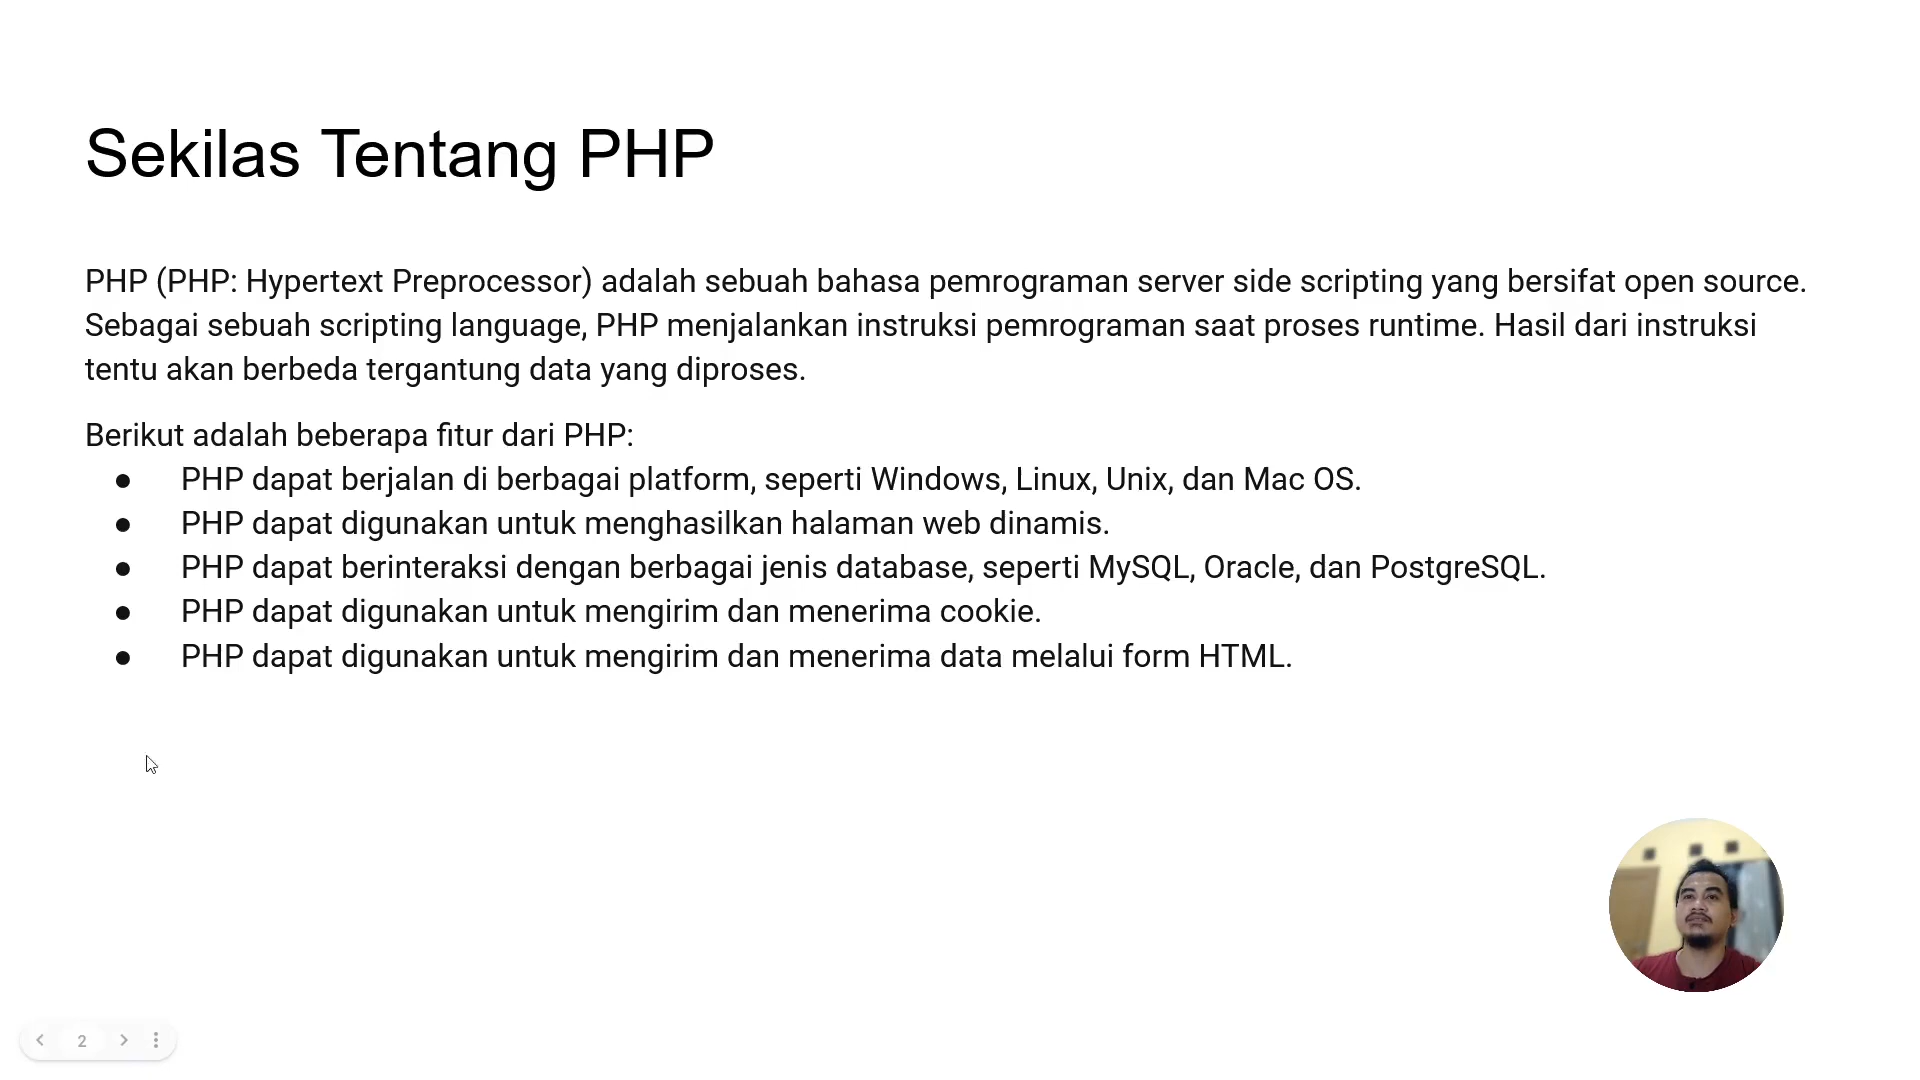 Sekilas Tentang PHP
PHP (PHP: Hypertext Preprocessor) adalah sebuah bahasa pemrograman server side scripting yang bersifat open source.
Sebagai sebuah scripting language, PHP menjalankan instruksi pemrograman saat proses runtime. Hasil dari instruksi
tentu akan berbeda tergantung data yang diproses.
Berikut adalah beberapa fitur dari PHP:
● PHP dapat berjalan di berbagai platform, seperti Windows, Linux, Unix, dan Mac OS.
● PHP dapat digunakan untuk menghasilkan halaman web dinamis.
● PHP dapat berinteraksi dengan berbagai jenis database, seperti MySQL, Oracle, dan PostgreSQL.
● PHP dapat digunakan untuk mengirim dan menerima cookie.
● PHP dapat digunakan untuk mengirim dan menerima data melalui form HTML.
2